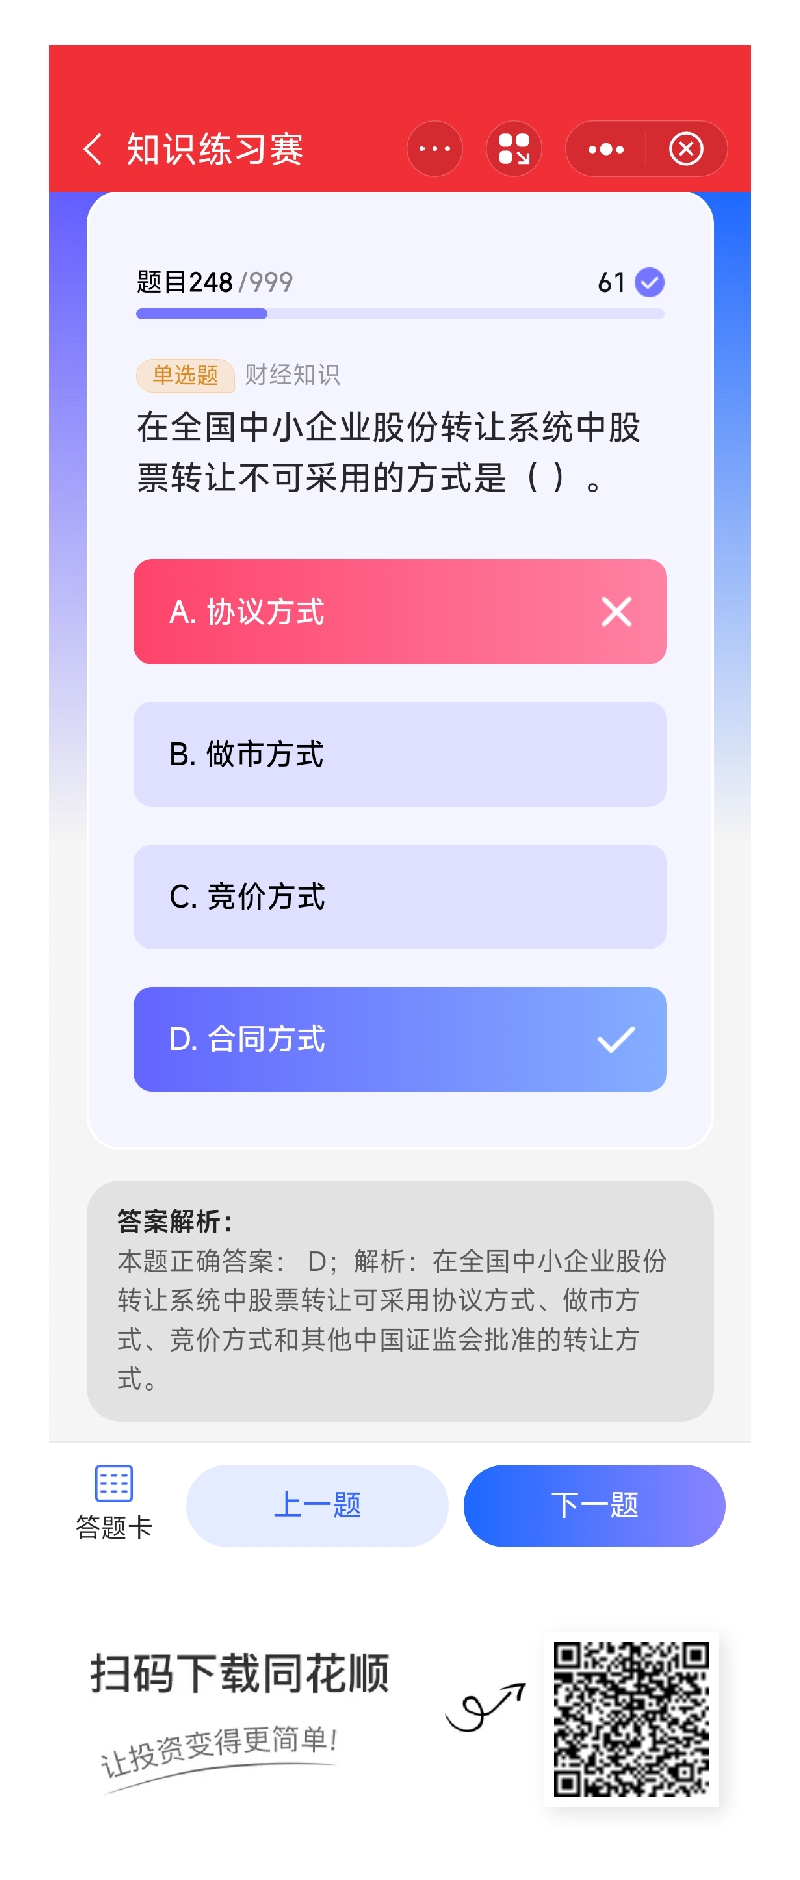 知识练习赛
题目248/999 61
单选题 财经知识
在全国中小企业股份转让系统中股
票转让不可采用的方式是（ ）。
A. 协议方式
B. 做市方式
C. 竞价方式
D. 合同方式
答案解析：
本题正确答案： D；解析：在全国中小企业股份
转让系统中股票转让可采用协议方式、做市方
式、竞价方式和其他中国证监会批准的转让方
式。
答题卡
上一题
下一题
扫码下载同花顺
让投资变得更简单!